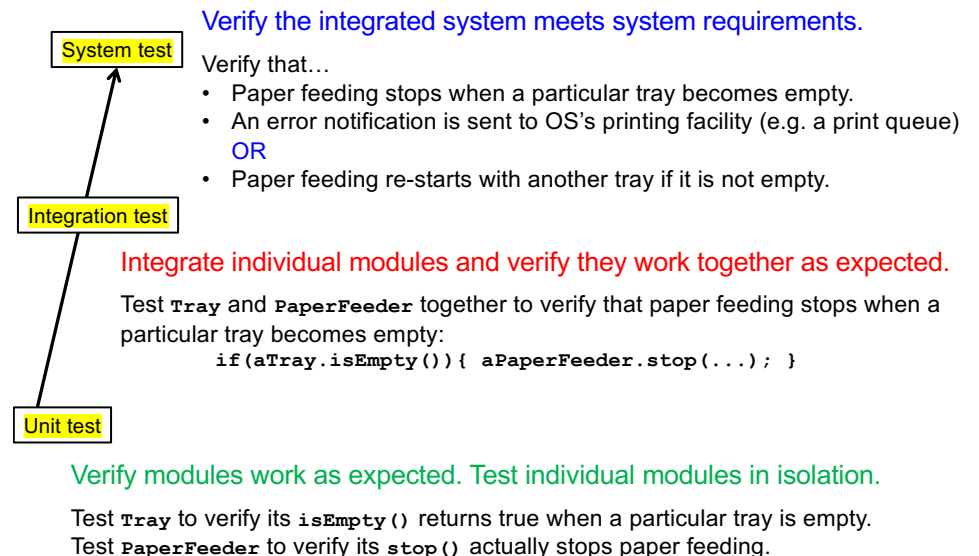 Verify the integrated system meets system requirements.
System test
Verify that…
• Paper feeding stops when a particular tray becomes empty.
• An error notification is sent to OS's printing facility (e.g. a print queue)
OR
• Paper feeding re-starts with another tray if it is not empty.
Integration test
Integrate individual modules and verify they work together as expected.
Test Tray and PaperFeeder together to verify that paper feeding stops when a
particular tray becomes empty:
if(aTray.isEmpty()){ aPaperFeeder.stop(...); }
Unit test
Verify modules work as expected. Test individual modules in isolation.
Test Tray to verify its isEmpty() returns true when a particular tray is empty.
Test PaperFeeder to verify its stop() actually stops paper feeding.